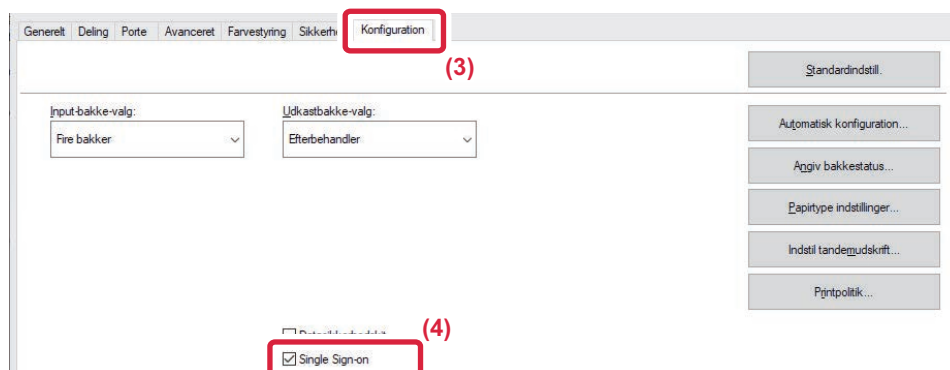 Generelt Deling Porte Avanceret Farvestyring Konfiguration
(3)
Standardindstill.
Input-bakke-valg: Udkastbakke-valg:
Fire bakker Efterbehandler
Automatisk konfiguration...
Angiv bakkestatus...
Papirtype indstillinger...
Indstil tandemudskrift...
Printpolitik...
(4)
Single Sign-on